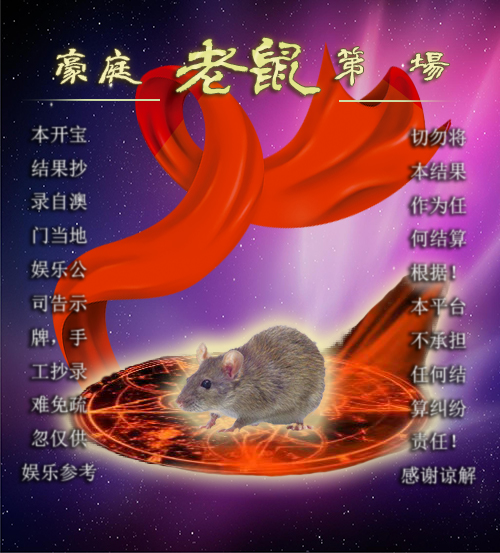 豪庭 老鼠 第 場
本开宝
结果抄
录自澳
门当地
娱乐公
司告示
牌，手
工抄录
难免疏
忽仅供
娱乐参考
切勿将
本结果
作为任
何结算
根据！
本平台
不承担
任何结
算纠纷
责任！
感谢谅解